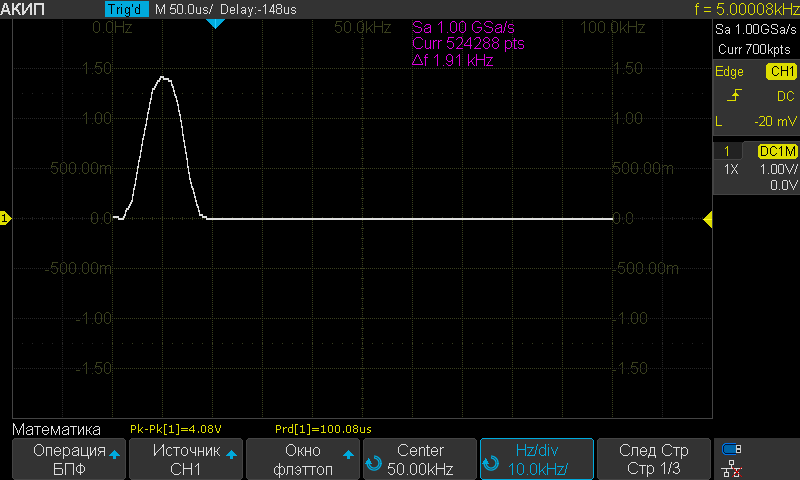 АКИП Trig'd M 50.0us/ Delay:-148us f = 5.00008kHz
0.0Hz 50.0kHz 100.0kHz
Sa 1.00 GSa/s
Curr 524288 pts
Δf 1.91 kHz
Sa 1.00GSa/s
Curr 700kpts
Edge CH1
DC
L -20 mV
1 DC1M
1X 1.00V/
0.0V
1.50 1.50
1.00 1.00
500.00m 500.00m
0.0 0.0
1
-500.00m -500.00m
-1.00 -1.00
-1.50 -1.50
Математика Pk-Pk[1]=4.08V Prd[1]=100.08us
Операция
БПФ
Источник
CH1
Окно
флэттоп
Center
50.00kHz
Hz/div
10.0kHz/
След Стр
Стр 1/3